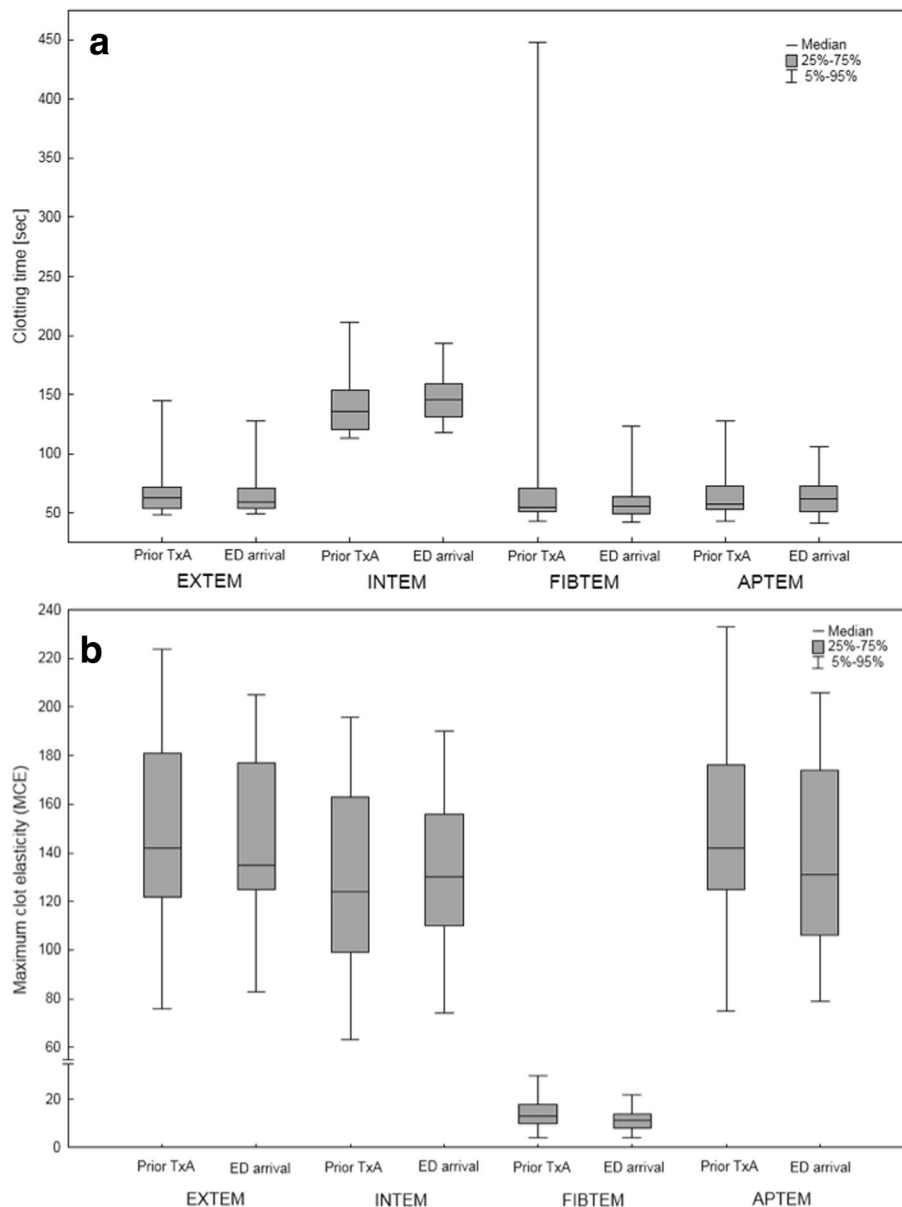 a
— Median
25%-75%
5%-95%
Clotting time [sec]
450
400
350
300
250
200
150
100
50
Prior TxA ED arrival Prior TxA ED arrival Prior TxA ED arrival Prior TxA ED arrival
EXTEM INTEM FIBTEM APTEM
b
— Median
25%-75%
5%-95%
Maximum clot elasticity (MCE)
240
220
200
180
160
140
120
100
80
60
20
0
Prior TxA ED arrival Prior TxA ED arrival Prior TxA ED arrival Prior TxA ED arrival
EXTEM INTEM FIBTEM APTEM